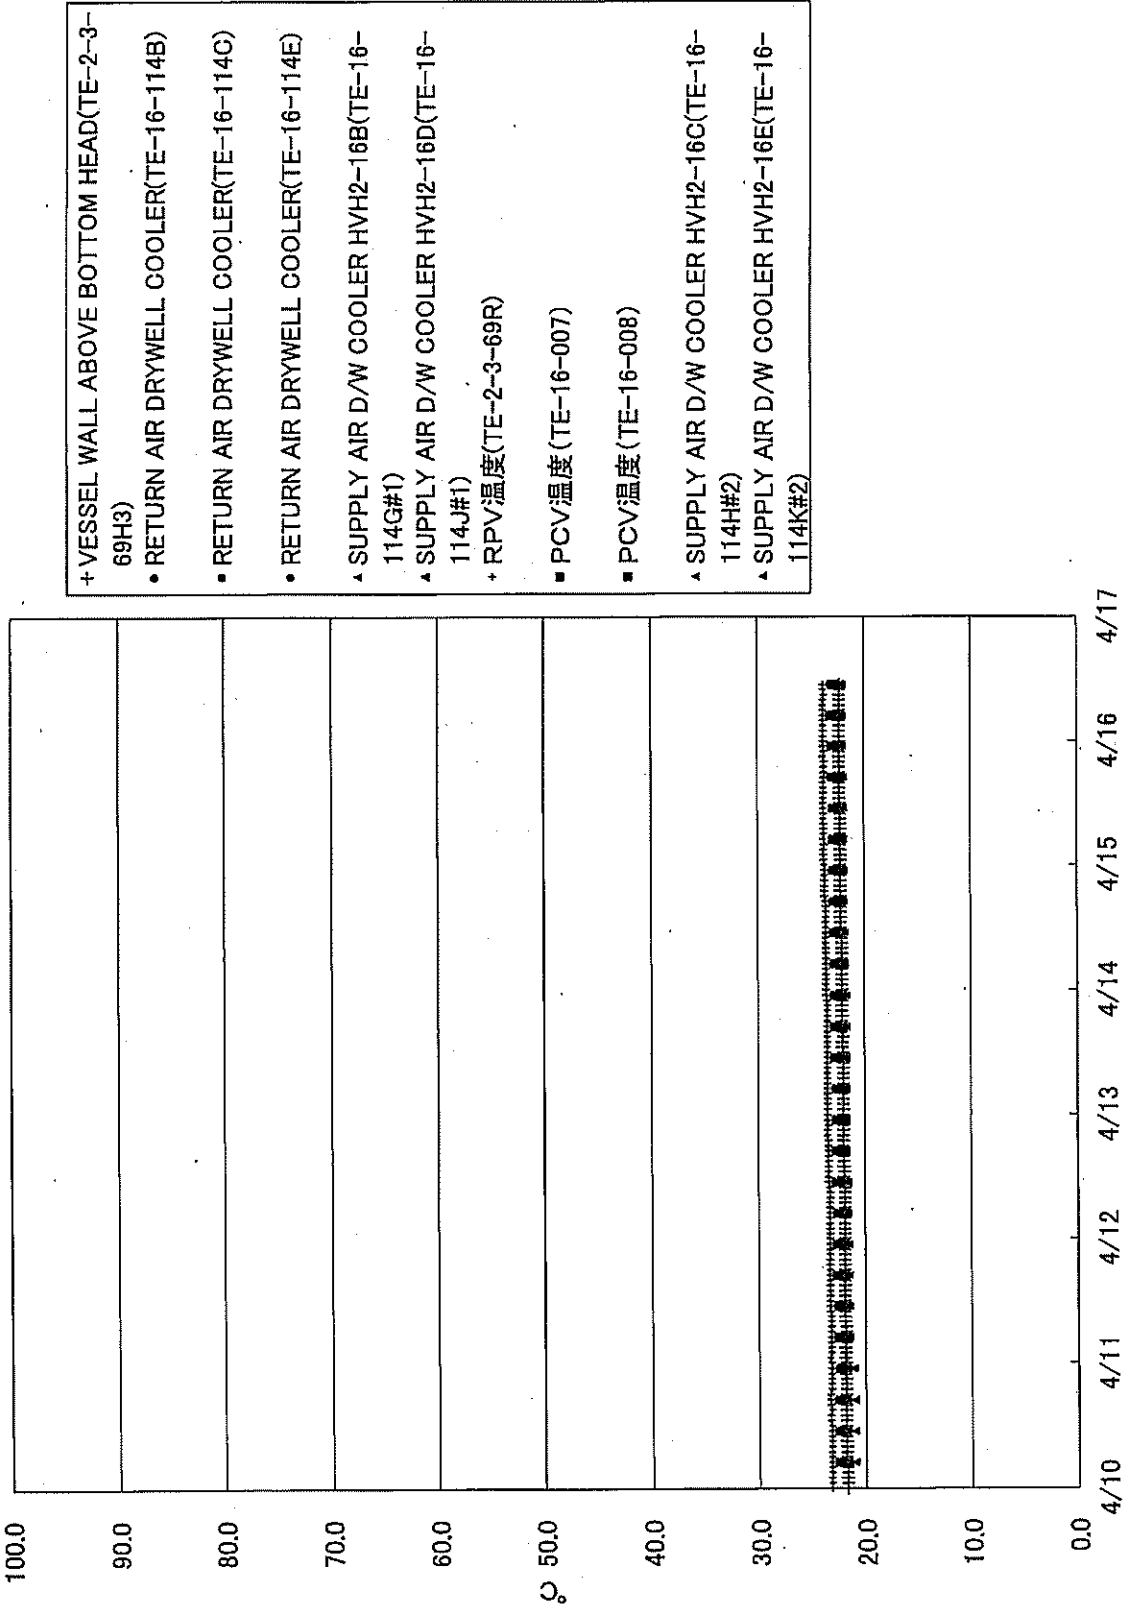 + VESSEL WALL ABOVE BOTTOM HEAD(TE-2-3-
69H3)
• RETURN AIR DRYWELL COOLER(TE-16-114B)
▪ RETURN AIR DRYWELL COOLER(TE-16-114C)
• RETURN AIR DRYWELL COOLER(TE-16-114E)
▲ SUPPLY AIR D/W COOLER HVH2-16B(TE-16-
114G#1)
▲ SUPPLY AIR D/W COOLER HVH2-16D(TE-16-
114J#1)
+ RPV温度(TE-2-3-69R)
■ PCV温度(TE-16-007)
■ PCV温度(TE-16-008)
▲ SUPPLY AIR D/W COOLER HVH2-16C(TE-16-
114H#2)
▲ SUPPLY AIR D/W COOLER HVH2-16E(TE-16-
114K#2)
100.0
90.0
80.0
70.0
60.0
50.0
40.0
30.0
20.0
10.0
0.0
℃
4/10 4/11 4/12 4/13 4/14 4/15 4/16 4/17